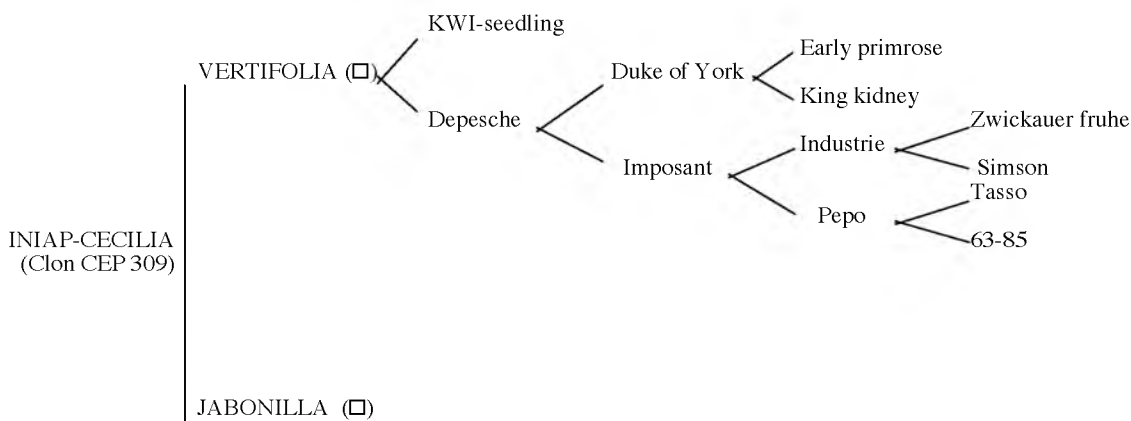 KWI-seedling
VERTIFOLIA (□)
Depesche
Duke of York
Early primrose
King kidney
Imposant
Industrie
Zwickauer fruhe
Simson
Pepo
Tasso
63-85
INIAP-CECILIA
(Clon CEP 309)
JABONILLA (□)